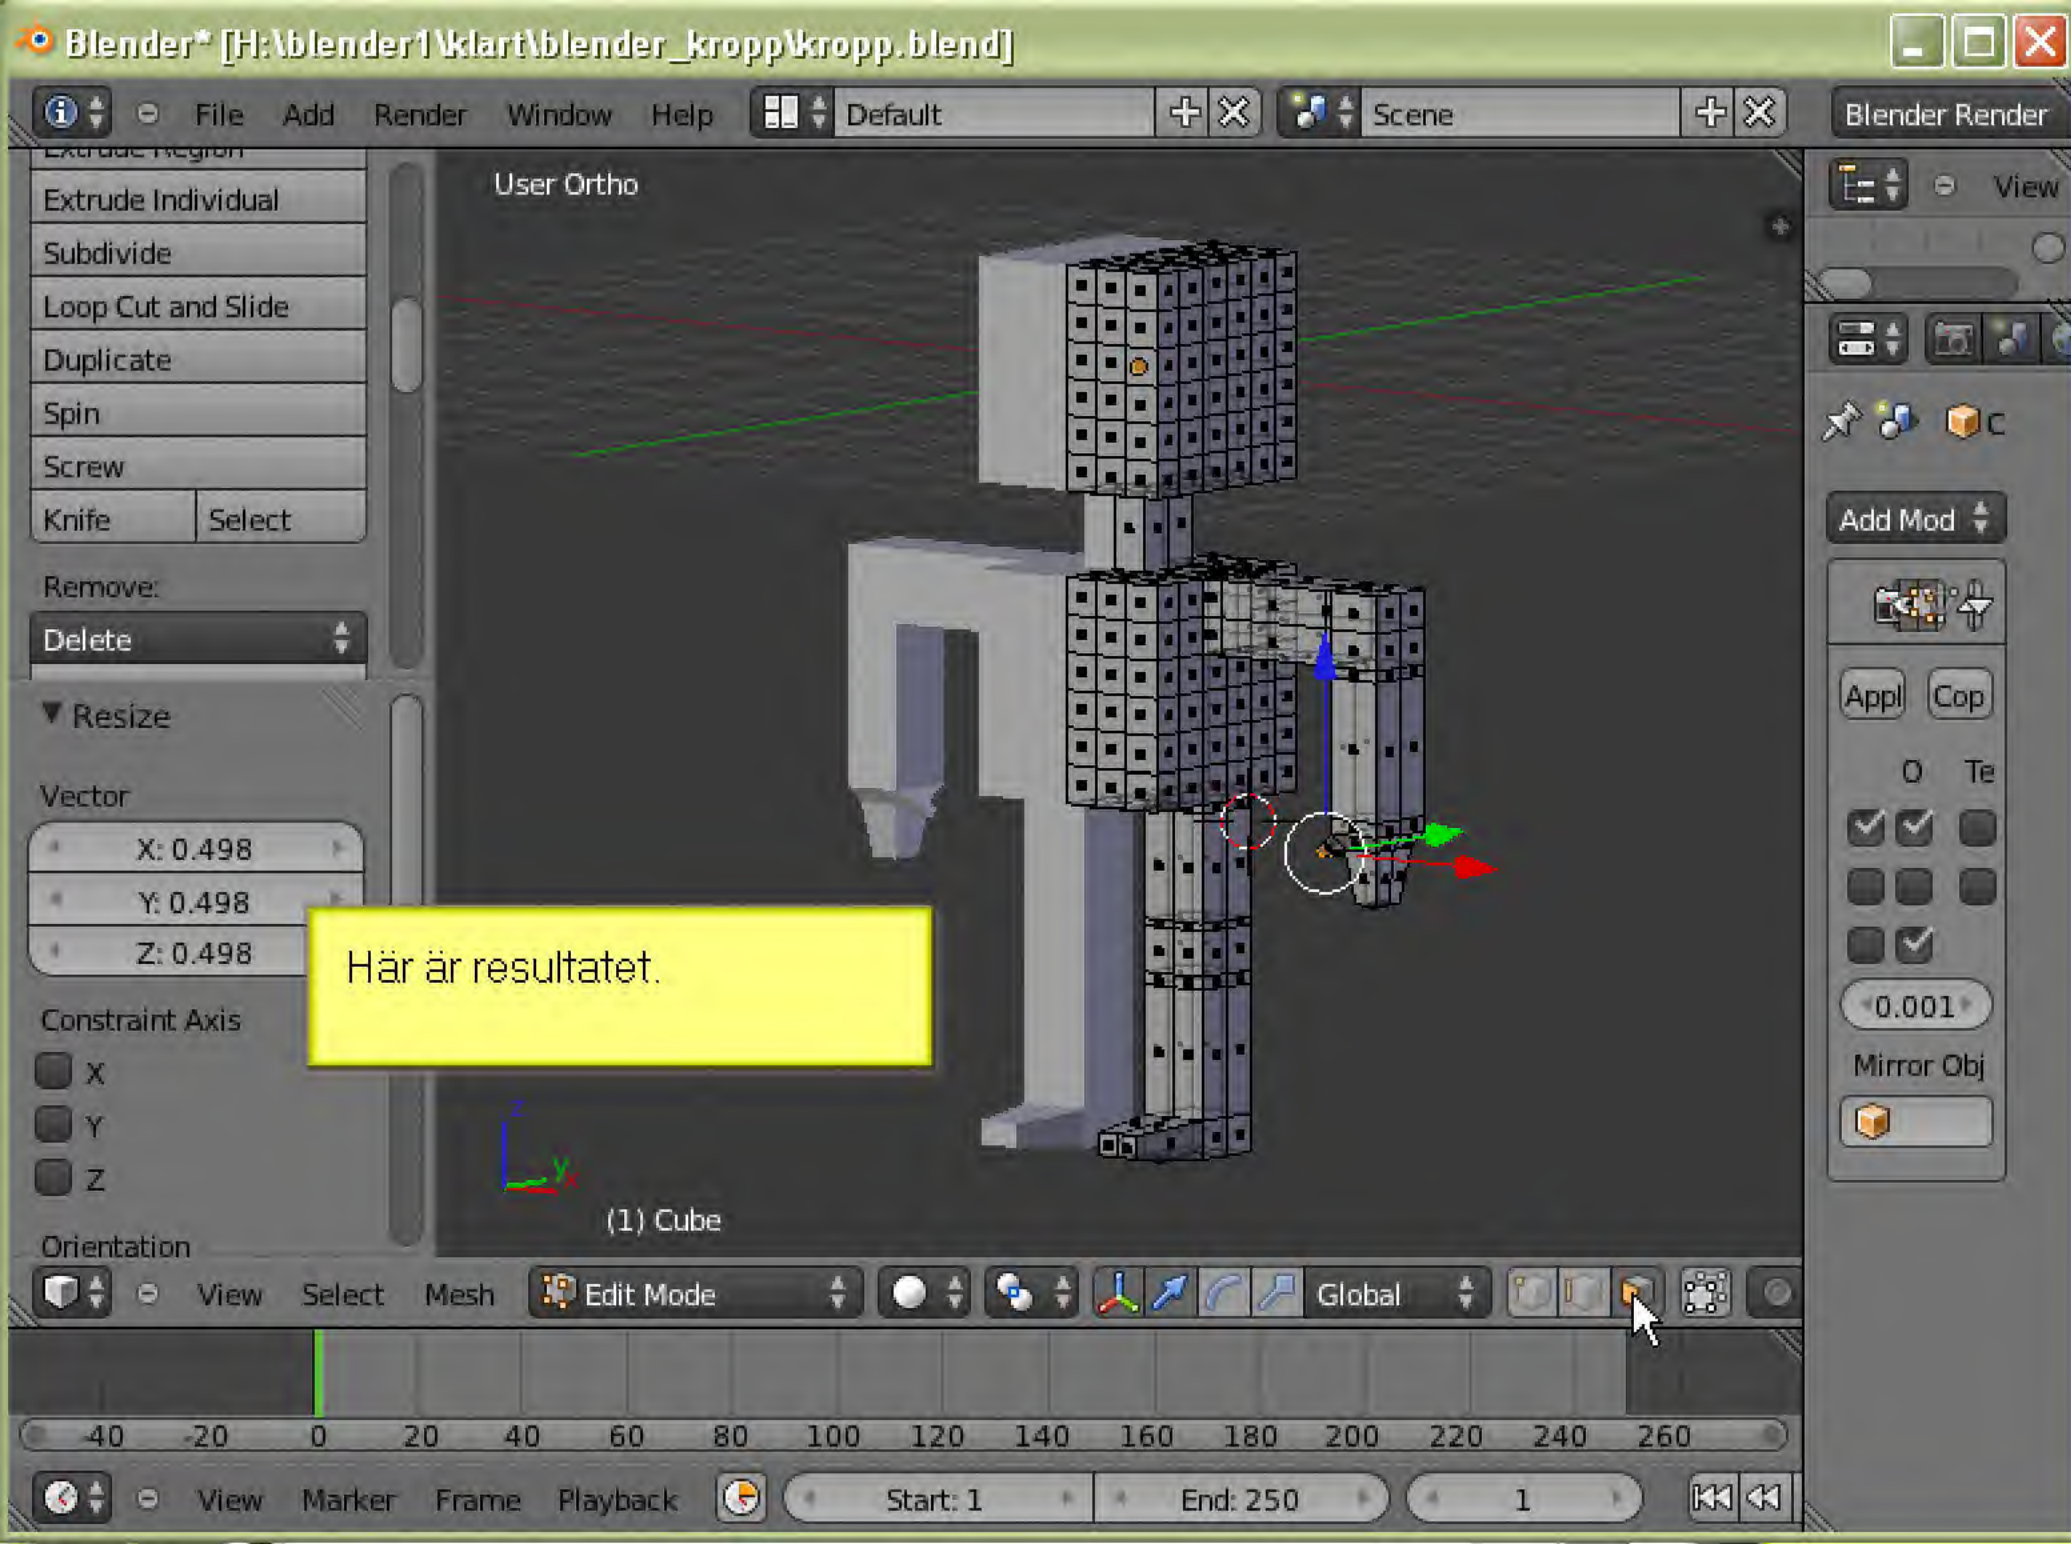 Blender* [H:\blender1\klart\blender_kropp\kropp.blend]
File Add Render Window Help Default Scene Blender Render
Extrude Region
Extrude Individual
Subdivide
Loop Cut and Slide
Duplicate
Spin
Screw
Knife Select
Remove:
Delete
Resize
Vector
X: 0.498
Y: 0.498
Z: 0.498
Constraint Axis
X
Y
Z
Orientation
User Ortho
Här är resultatet.
z
y
x
(1) Cube
View
C
Add Mod
Appl Cop
O Te
0.001
Mirror Obj
View Select Mesh Edit Mode Global
-40 -20 0 20 40 60 80 100 120 140 160 180 200 220 240 260
View Marker Frame Playback Start: 1 End: 250 1